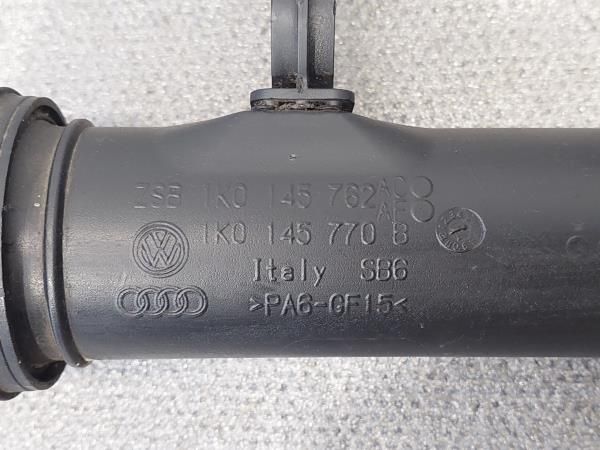 ZSB 1K0 145 762 AC
AF
1K0 145 770 B
Italy SB6
>PA6-GF15<